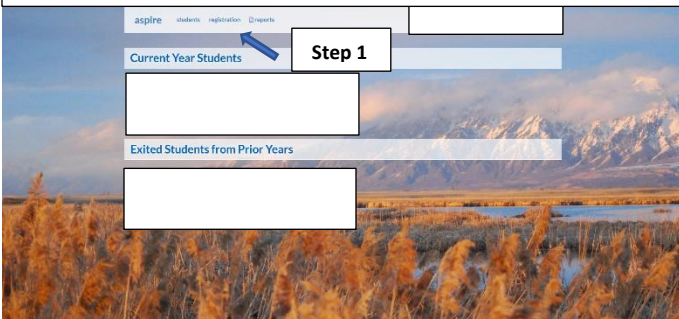 aspire students registration reports
Step 1
Current Year Students
Exited Students from Prior Years